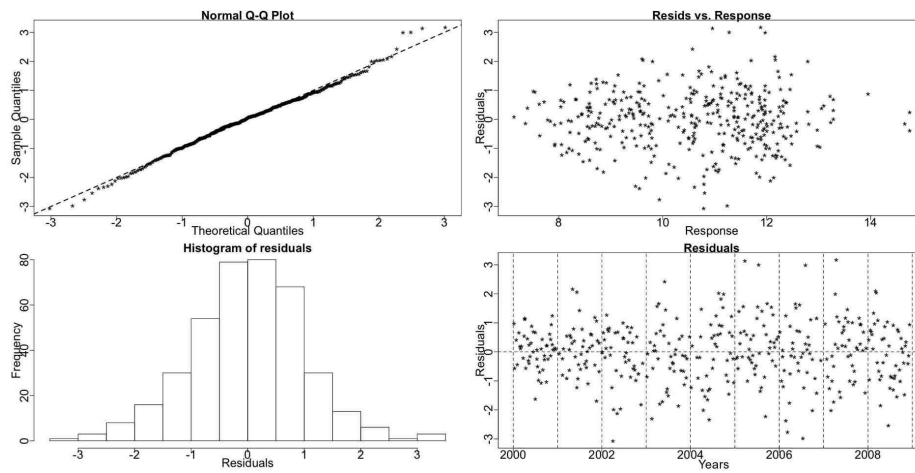 Normal Q-Q Plot
Sample Quantiles
3
2
1
0
-1
-2
-3
-3 -2 -1 0 1 2 3
Theoretical Quantiles
Resids vs. Response
Residuals
3
2
1
0
-1
-2
-3
8 10 12 14
Response
Histogram of residuals
Frequency
80
60
40
20
0
-3 -2 -1 0 1 2 3
Residuals
Residuals
Residuals
3
2
1
0
-1
-2
-3
2000 2002 2004 2006 2008
Years